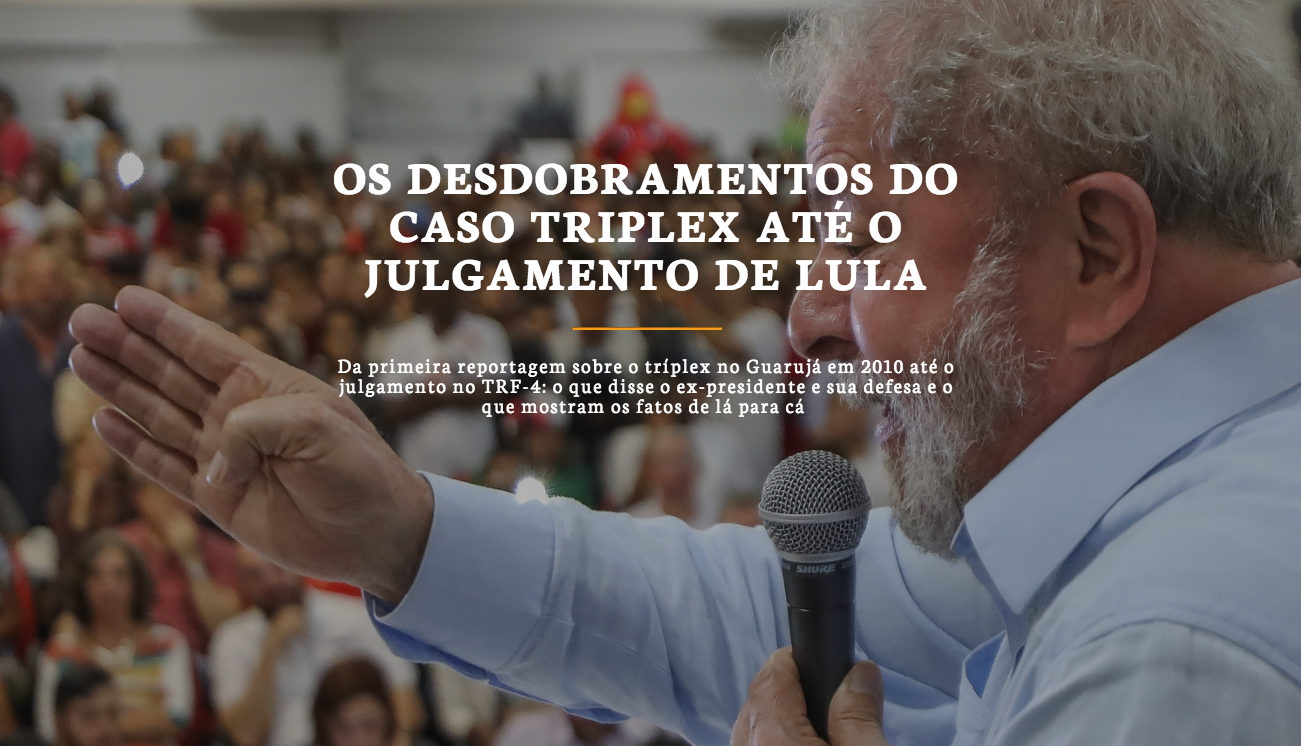 OS DESDOBRAMENTOS DO
CASO TRIPLEX ATÉ O
JULGAMENTO DE LULA
Da primeira reportagem sobre o tríplex no Guarujá em 2010 até o
julgamento no TRF-4: o que disse o ex-presidente e sua defesa e o
que mostram os fatos de lá para cá
SHURE